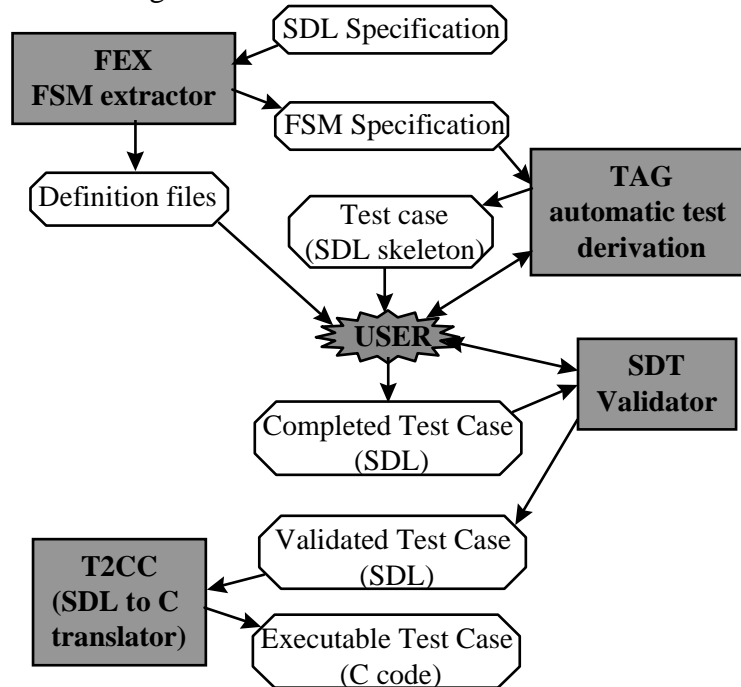 SDL Specification
FEX
FSM extractor
FSM Specification
Definition files
TAG
automatic test
derivation
Test case
(SDL skeleton)
USER
SDT
Validator
Completed Test Case
(SDL)
Validated Test Case
(SDL)
T2CC
(SDL to C
translator)
Executable Test Case
(C code)